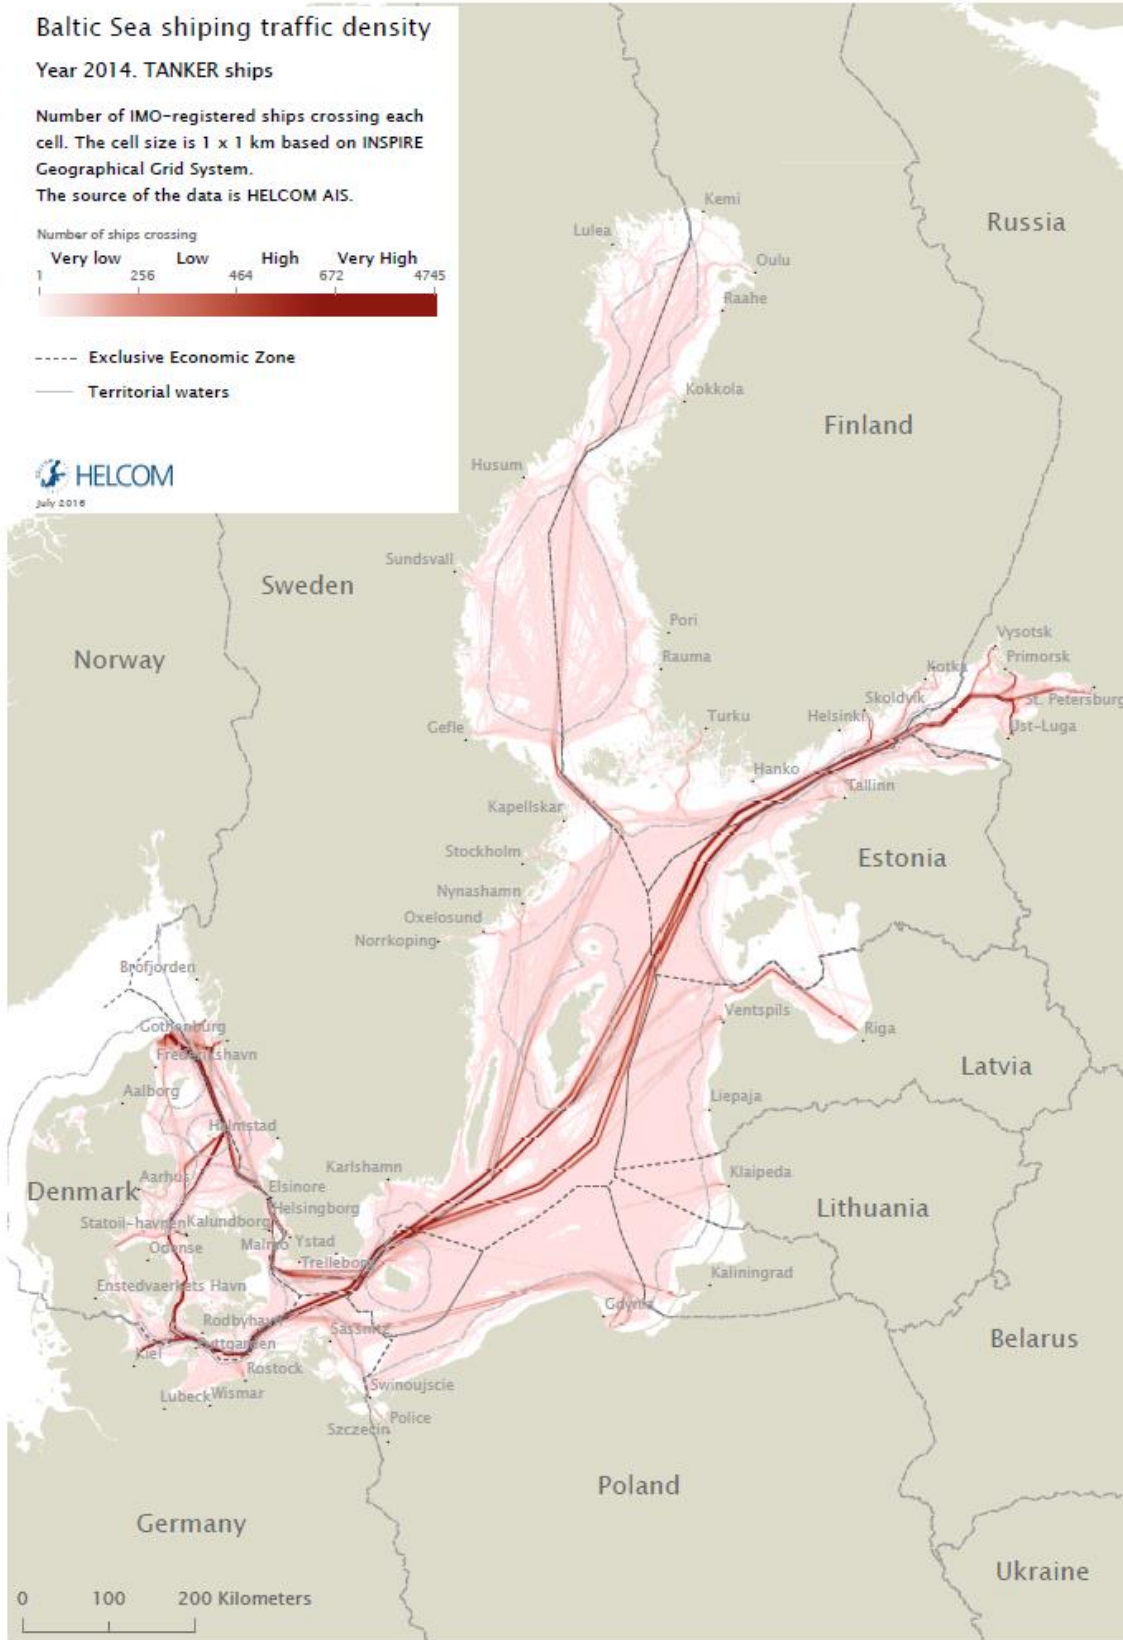 Baltic Sea shiping traffic density
Year 2014. TANKER ships
Number of IMO-registered ships crossing each
cell. The cell size is 1 x 1 km based on INSPIRE
Geographical Grid System.
The source of the data is HELCOM AIS.
Number of ships crossing
Very low Low High Very High
1 256 464 672 4745
Exclusive Economic Zone
Territorial waters
HELCOM
July 2016
Kemi
Russia
Lulea
Oulu
Raahe
Kokkola
Finland
Husum
Sundsvall
Sweden
Pori
Vysotsk
Norway
Rauma
Primorsk
Kotka
Skoldvik
St. Petersburg
Turku
Helsinki
Gefle
Ust-Luga
Hanko
Tallinn
Kapellskar
Stockholm
Estonia
Nynashamn
Oxelosund
Norrkoping
Brofjorden
Ventspils
Gothenburg
Riga
Frederikshavn
Latvia
Aalborg
Liepaja
Halmstad
Karlshamn
Klaipeda
Aarhus
Denmark
Elsinore
Helsingborg
Lithuania
Statoil-havnen
Kalundborg
Malmo
Ystad
Odense
Trelleborg
Kaliningrad
Enstedvaerkets Havn
Gdynia
Rodbyhavn
Sassnitz
Puttgarden
Belarus
Kiel
Rostock
Swinoujscie
Lubeck
Wismar
Police
Szczecin
Poland
Germany
Ukraine
0 100 200 Kilometers